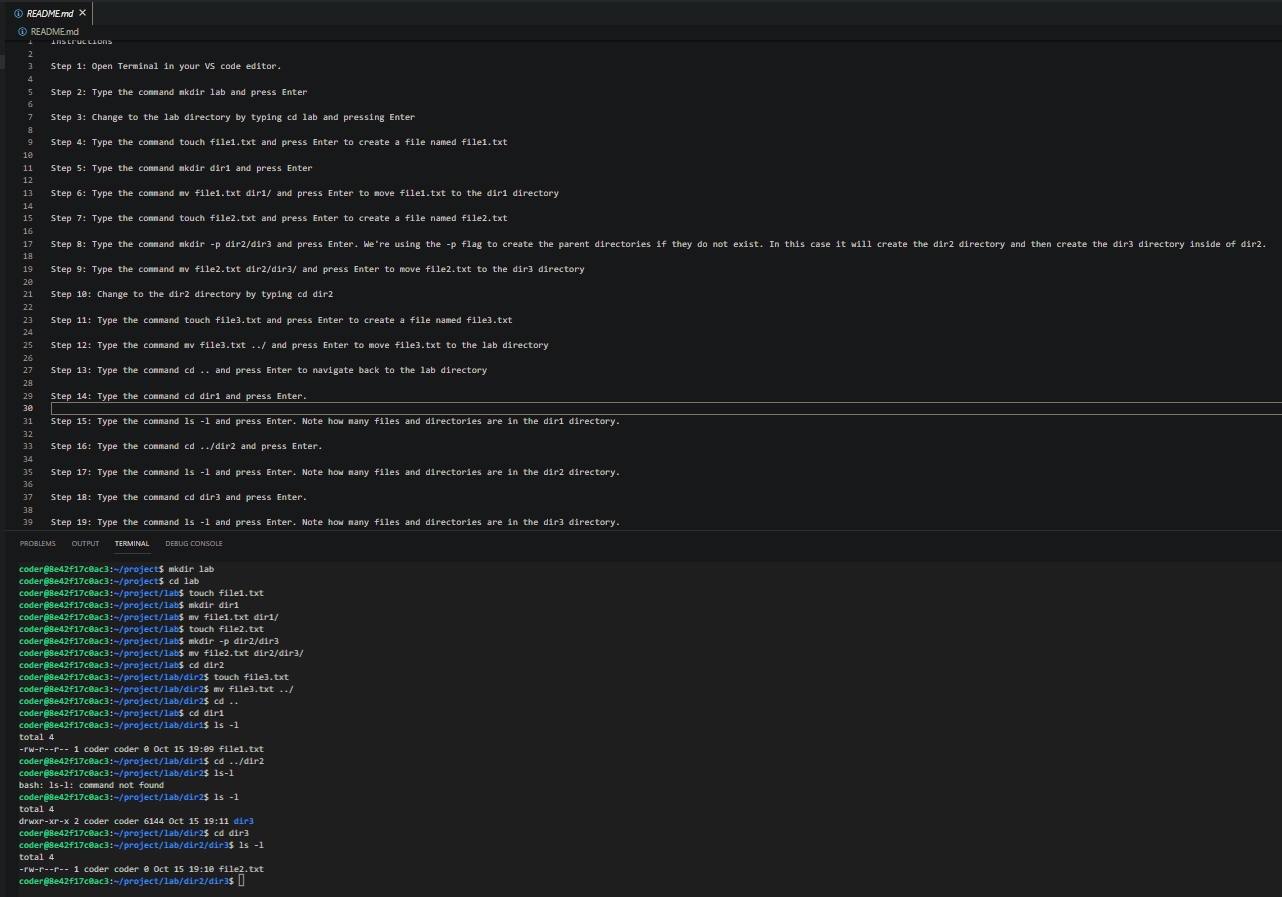 README.md
README.md
1 Instructions
2
3 Step 1: Open Terminal in your VS code editor.
4
5 Step 2: Type the command mkdir lab and press Enter
6
7 Step 3: Change to the lab directory by typing cd lab and pressing Enter
8
9 Step 4: Type the command touch file1.txt and press Enter to create a file named file1.txt
10
11 Step 5: Type the command mkdir dir1 and press Enter
12
13 Step 6: Type the command mv file1.txt dir1/ and press Enter to move file1.txt to the dir1 directory
14
15 Step 7: Type the command touch file2.txt and press Enter to create a file named file2.txt
16
17 Step 8: Type the command mkdir -p dir2/dir3 and press Enter. We're using the -p flag to create the parent directories if they do not exist. In this case it will create the dir2 directory and then create the dir3 directory inside of dir2.
18
19 Step 9: Type the command mv file2.txt dir2/dir3/ and press Enter to move file2.txt to the dir3 directory
20
21 Step 10: Change to the dir2 directory by typing cd dir2
22
23 Step 11: Type the command touch file3.txt and press Enter to create a file named file3.txt
24
25 Step 12: Type the command mv file3.txt ../ and press Enter to move file3.txt to the lab directory
26
27 Step 13: Type the command cd .. and press Enter to navigate back to the lab directory
28
29 Step 14: Type the command cd dir1 and press Enter.
30
31 Step 15: Type the command ls -l and press Enter. Note how many files and directories are in the dir1 directory.
32
33 Step 16: Type the command cd ../dir2 and press Enter.
34
35 Step 17: Type the command ls -l and press Enter. Note how many files and directories are in the dir2 directory.
36
37 Step 18: Type the command cd dir3 and press Enter.
38
39 Step 19: Type the command ls -l and press Enter. Note how many files and directories are in the dir3 directory.
PROBLEMS OUTPUT TERMINAL DEBUG CONSOLE
coder@8e42f17c0ac3:~/project$ mkdir lab
coder@8e42f17c0ac3:~/project$ cd lab
coder@8e42f17c0ac3:~/project/lab$ touch file1.txt
coder@8e42f17c0ac3:~/project/lab$ mkdir dir1
coder@8e42f17c0ac3:~/project/lab$ mv file1.txt dir1/
coder@8e42f17c0ac3:~/project/lab$ touch file2.txt
coder@8e42f17c0ac3:~/project/lab$ mkdir -p dir2/dir3
coder@8e42f17c0ac3:~/project/lab$ mv file2.txt dir2/dir3/
coder@8e42f17c0ac3:~/project/lab$ cd dir2
coder@8e42f17c0ac3:~/project/lab/dir2$ touch file3.txt
coder@8e42f17c0ac3:~/project/lab/dir2$ mv file3.txt ../
coder@8e42f17c0ac3:~/project/lab/dir2$ cd ..
coder@8e42f17c0ac3:~/project/lab$ cd dir1
coder@8e42f17c0ac3:~/project/lab/dir1$ ls -l
total 4
-rw-r--r-- 1 coder coder 0 Oct 15 19:09 file1.txt
coder@8e42f17c0ac3:~/project/lab/dir1$ cd ../dir2
coder@8e42f17c0ac3:~/project/lab/dir2$ ls-l
bash: ls-l: command not found
coder@8e42f17c0ac3:~/project/lab/dir2$ ls -l
total 4
drwxr-xr-x 2 coder coder 6144 Oct 15 19:11 dir3
coder@8e42f17c0ac3:~/project/lab/dir2$ cd dir3
coder@8e42f17c0ac3:~/project/lab/dir2/dir3$ ls -l
total 4
-rw-r--r-- 1 coder coder 0 Oct 15 19:10 file2.txt
coder@8e42f17c0ac3:~/project/lab/dir2/dir3$